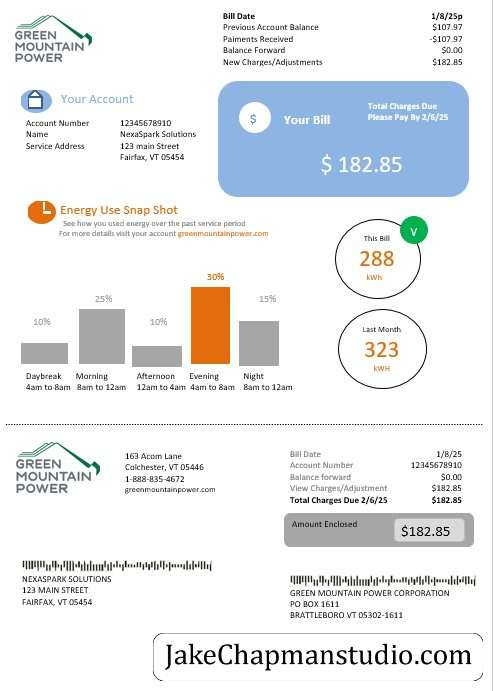 GREEN
MOUNTAIN
POWER
Bill Date 1/8/25p
Previous Account Balance $107.97
Paiments Received -$107.97
Balance Forward $0.00
New Charges/Adjustments $182.85
Your Account
Account Number 12345678910
Name NexaSpark Solutions
Service Address 123 main Street
Fairfax, VT 05454
$ Your Bill
Total Charges Due
Please Pay By 2/6/25
$ 182.85
Energy Use Snap Shot
See how you used energy over the past service period
For more details visit your account greenmountainpower.com
10% 25% 10% 30% 15%
Daybreak Morning Afternoon Evening Night
4am to 8am 8am to 12am 12am to 4am 4am to 8am 8am to 12am
V
This Bill
288
kWh
Last Month
323
kWH
GREEN
MOUNTAIN
POWER
163 Acom Lane
Colchester, VT 05446
1-888-835-4672
greenmountainpower.com
Bill Date 1/8/25
Account Number 12345678910
Balance forward $0.00
View Charges/Adjustment $182.85
Total Charges Due 2/6/25 $182.85
Amount Enclosed $182.85
NEXASPARK SOLUTIONS
123 MAIN STREET
FAIRFAX, VT 05454
GREEN MOUNTAIN POWER CORPORATION
PO BOX 1611
BRATTLEBORO VT 05302-1611
JakeChapmanstudio.com